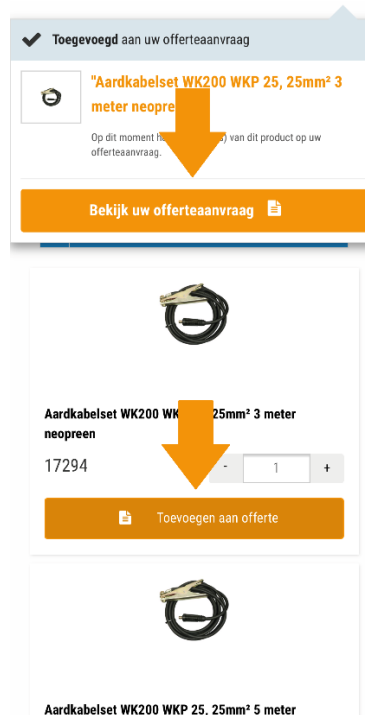 Toegevoegd aan uw offerteaanvraag
"Aardkabelset WK200 WKP 25, 25mm² 3
meter neopre
Op dit moment h van dit product op uw
offerteaanvraag.
Bekijk uw offerteaanvraag
Aardkabelset WK200 25mm² 3 meter
neopreen
17294
- 1 +
Toevoegen aan offerte
Aardkabelset WK200 WKP 25, 25mm² 5 meter